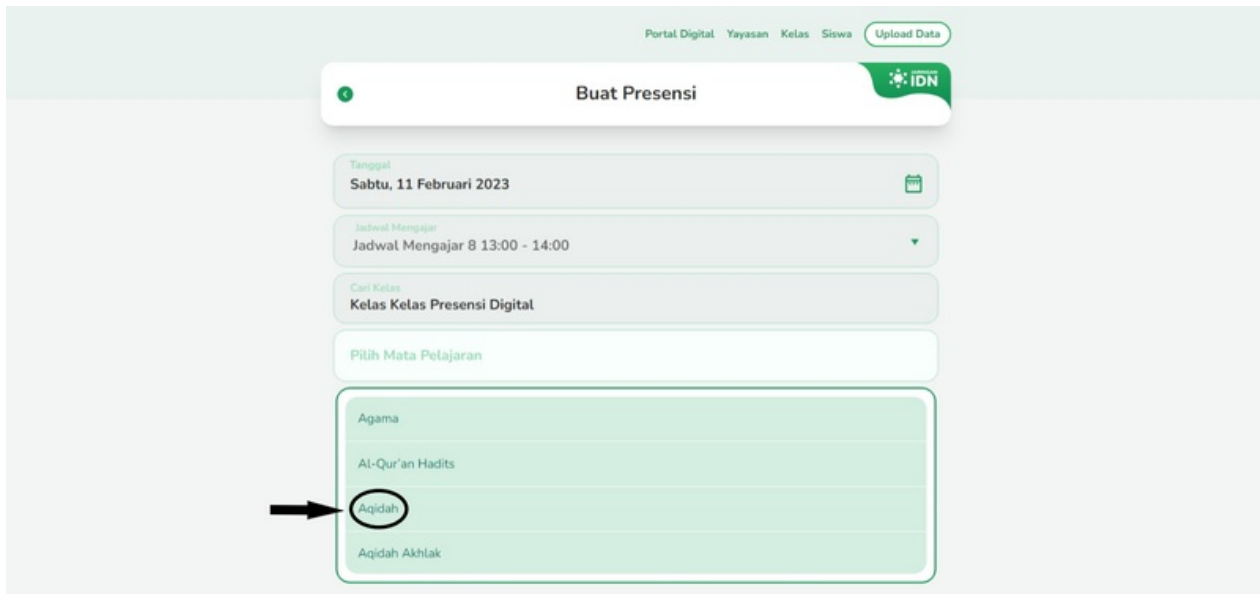 Portal Digital Yayasan Kelas Siswa Upload Data
JARINGAN
IDN
Buat Presensi
Tanggal
Sabtu, 11 Februari 2023
Jadwal Mengajar
Jadwal Mengajar 8 13:00 - 14:00
Cari Kelas
Kelas Kelas Presensi Digital
Pilih Mata Pelajaran
Agama
Al-Qur'an Hadits
Aqidah
Aqidah Akhlak